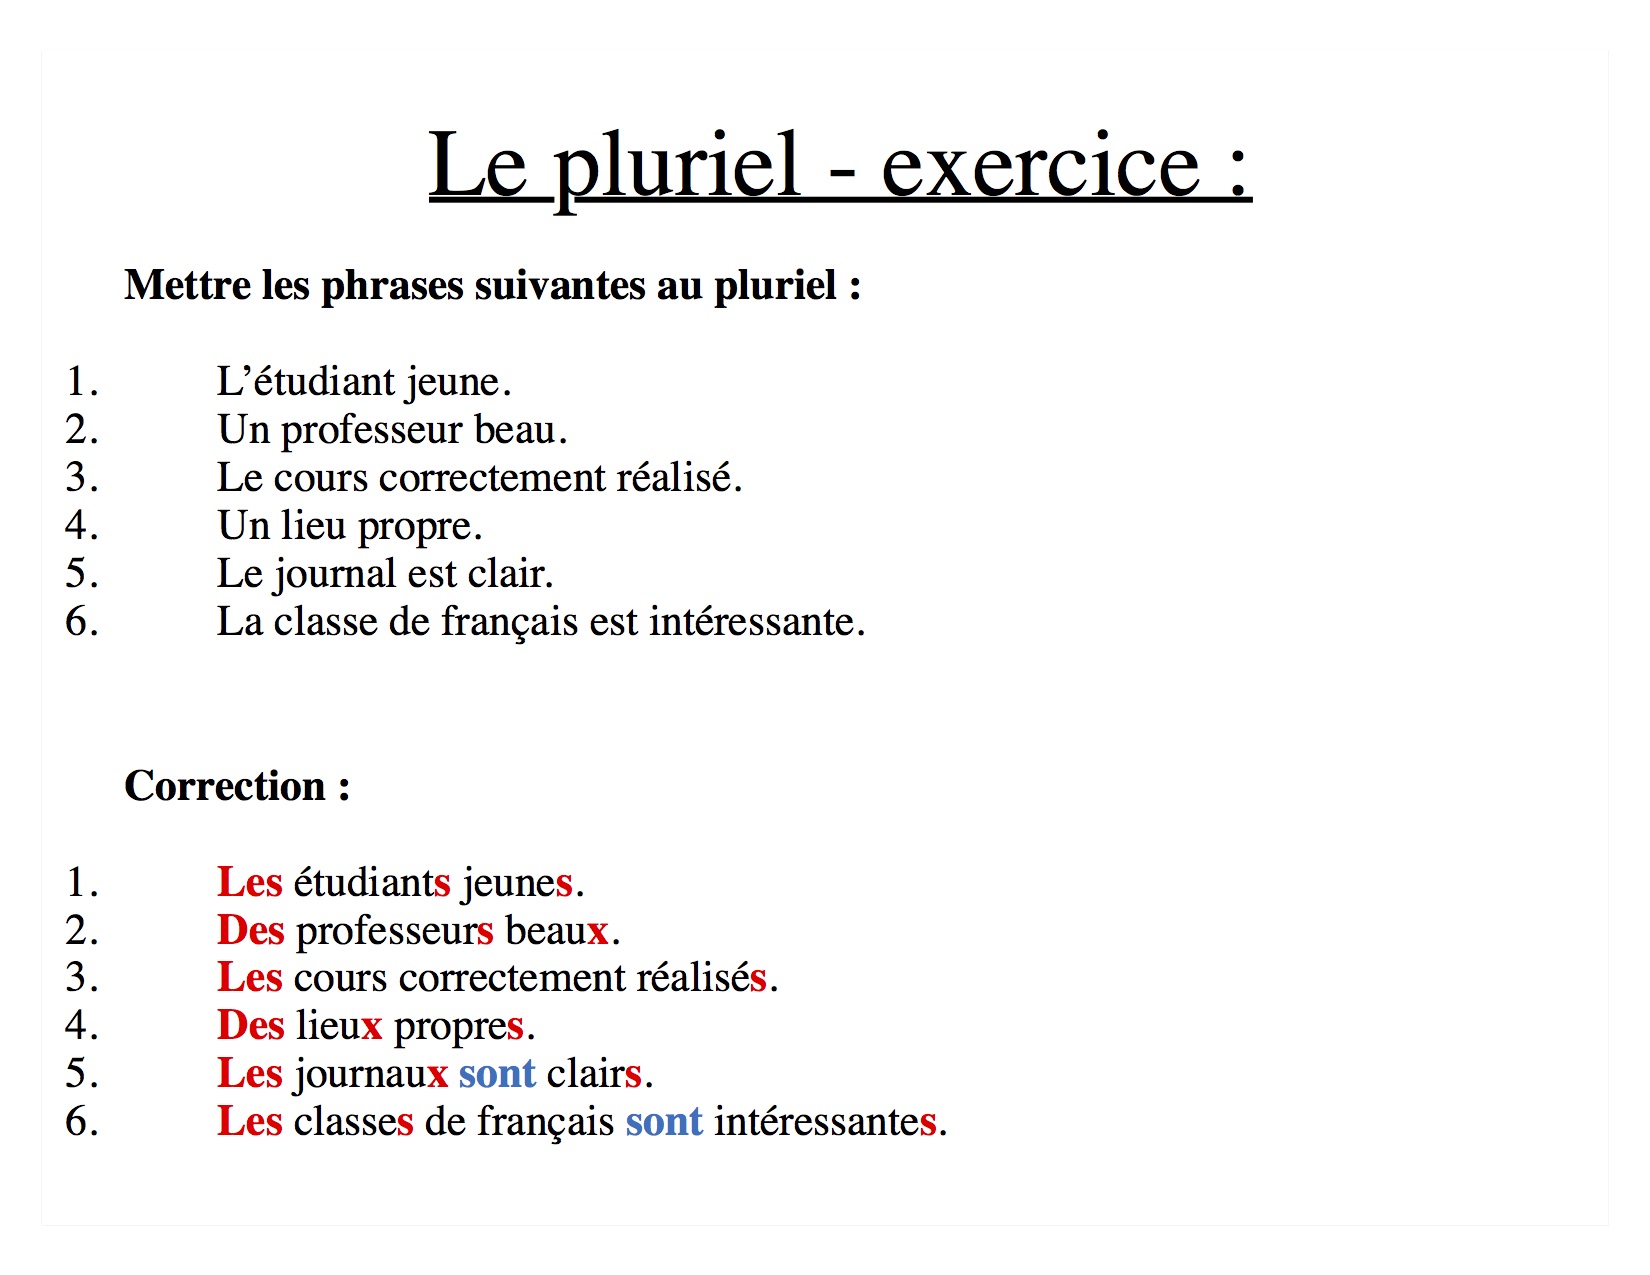 Le pluriel - exercice :
Mettre les phrases suivantes au pluriel :
1. L’étudiant jeune.
2. Un professeur beau.
3. Le cours correctement réalisé.
4. Un lieu propre.
5. Le journal est clair.
6. La classe de français est intéressante.
Correction :
1. Les étudiants jeunes.
2. Des professeurs beaux.
3. Les cours correctement réalisés.
4. Des lieux propres.
5. Les journaux sont clairs.
6. Les classes de français sont intéressantes.